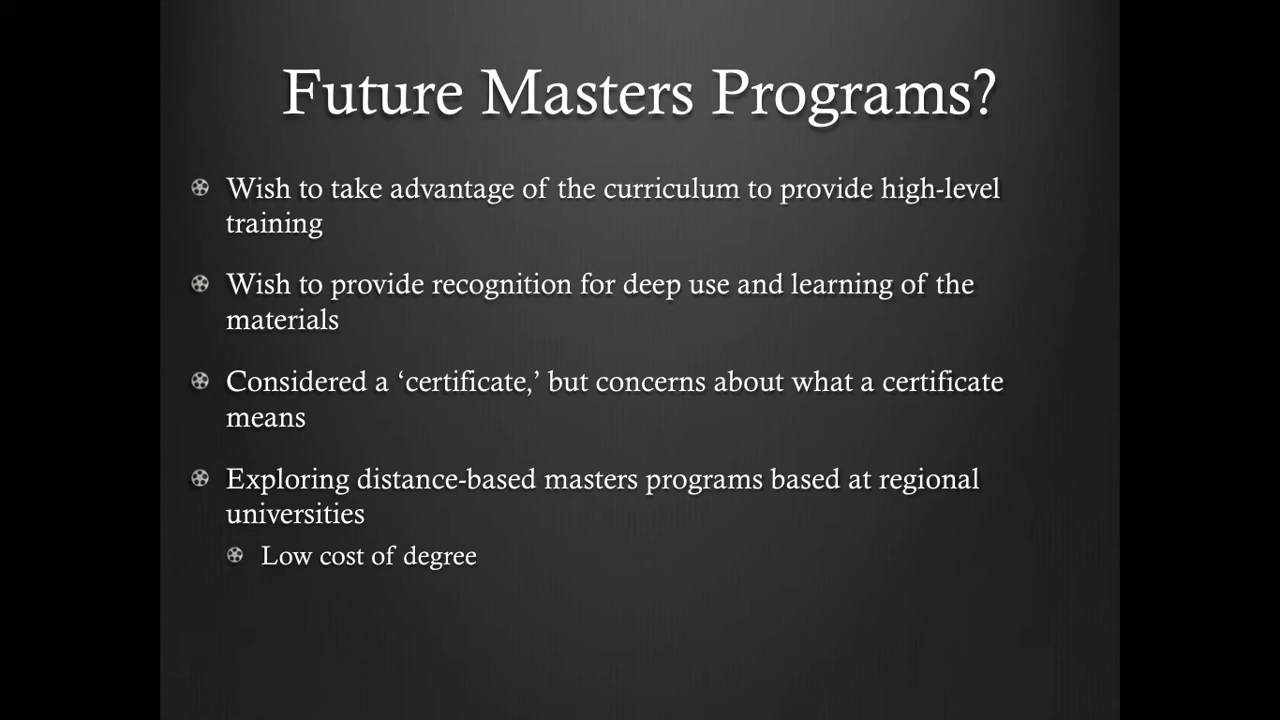 Future Masters Programs?
Wish to take advantage of the curriculum to provide high-level
training
Wish to provide recognition for deep use and learning of the
materials
Considered a ‘certificate,’ but concerns about what a certificate
means
Exploring distance-based masters programs based at regional
universities
Low cost of degree